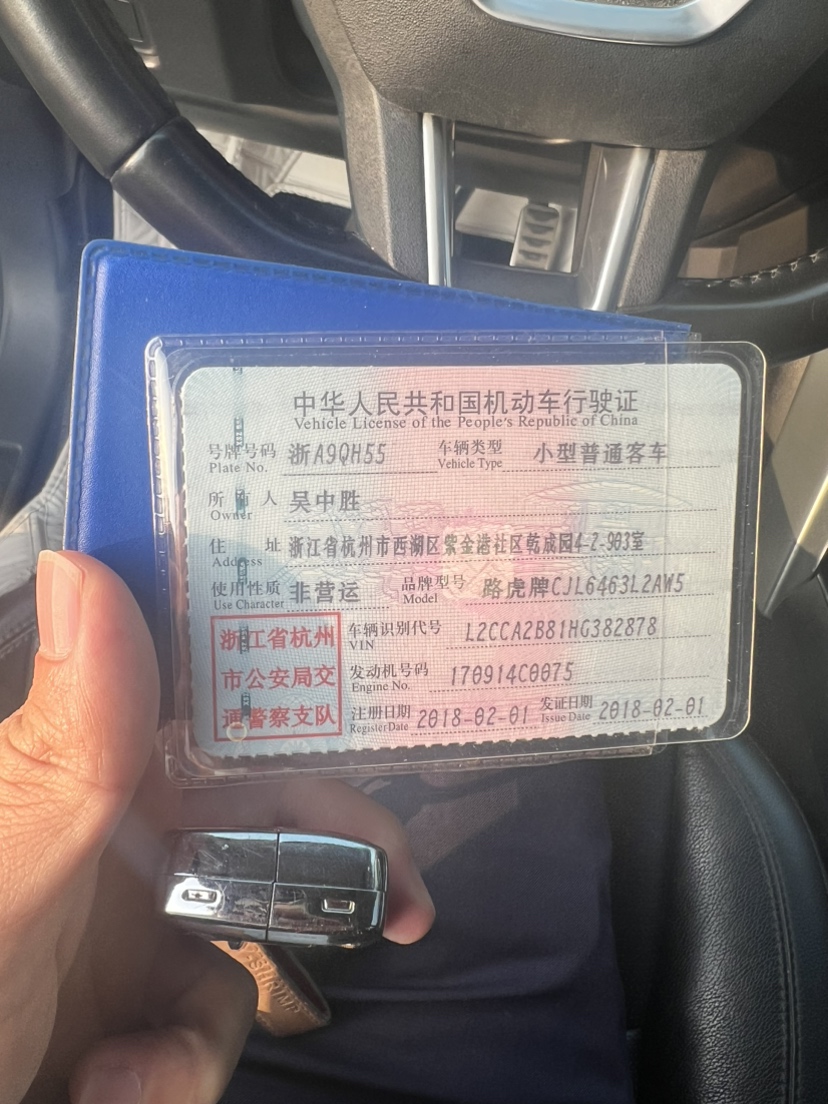 中华人民共和国机动车行驶证
Vehicle License of the People's Republic of China
号牌号码 浙A9QH55 车辆类型 小型普通客车
Plate No. Vehicle Type
所有人 吴中胜
Owner
住址 浙江省杭州市西湖区紫金港社区乾成园4-2-903室
Address
使用性质 非营运 品牌型号 路虎牌CJL6463L2AW5
Use Character Model
浙江省杭州 车辆识别代号 L2CCA2B81HG382878
VIN
市公安局交 发动机号码 170914C0075
Engine No.
通警察支队 注册日期 2018-02-01 发证日期 2018-02-01
Register Date Issue Date